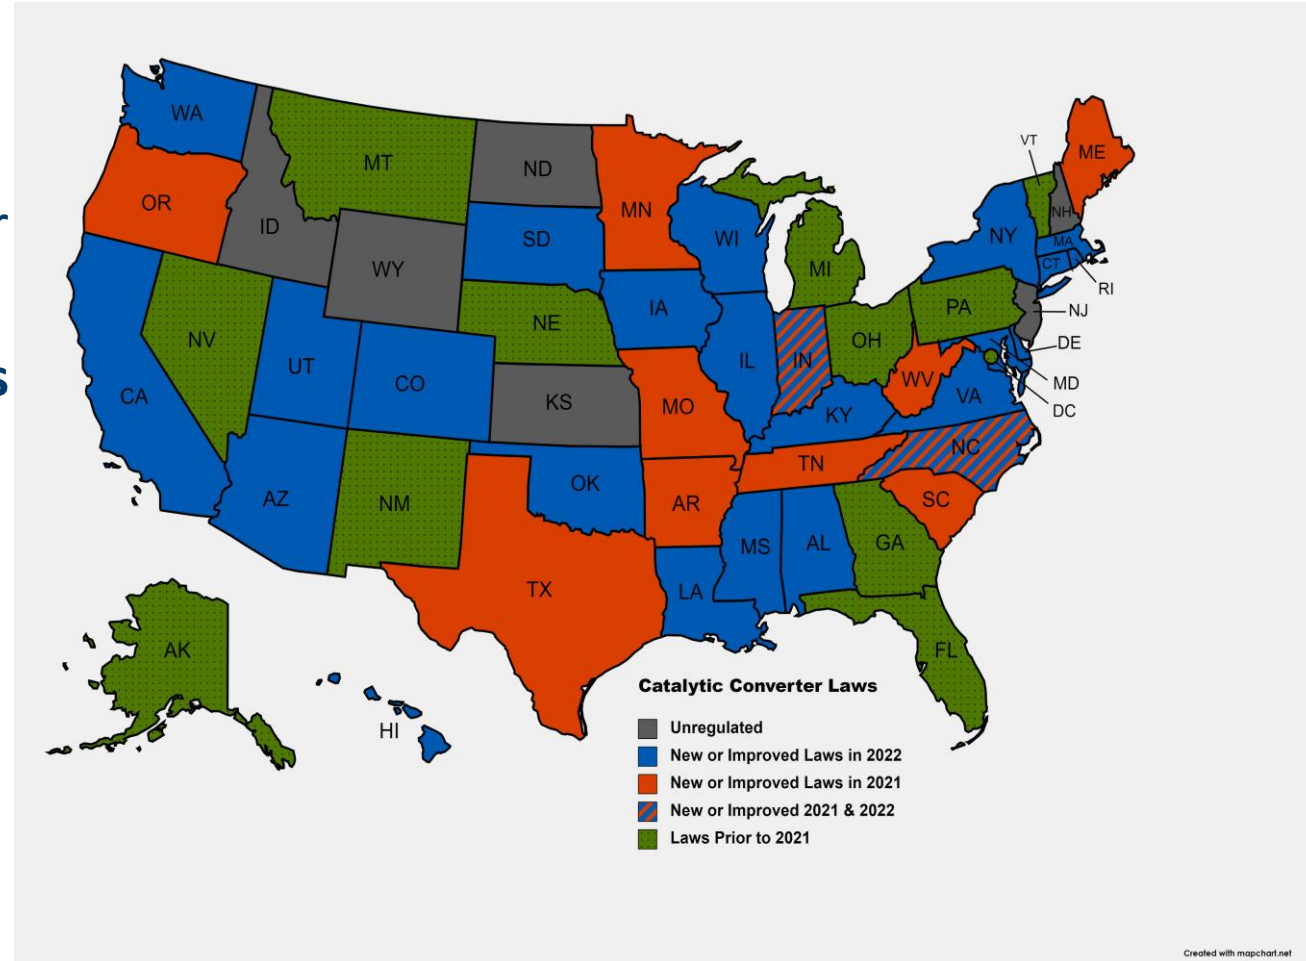 WA
MT
ND
MN
ME
VT
OR
ID
SD
WI
MI
NY
NH
MA
CT
RI
WY
NE
IA
PA
NJ
NV
UT
CO
IL
IN
OH
DE
CA
KS
MO
WV
VA
MD
DC
KY
AZ
NM
OK
AR
TN
NC
SC
TX
LA
MS
AL
GA
AK
HI
FL
Catalytic Converter Laws
Unregulated
New or Improved Laws in 2022
New or Improved Laws in 2021
New or Improved 2021 & 2022
Laws Prior to 2021
Created with mapchart.net